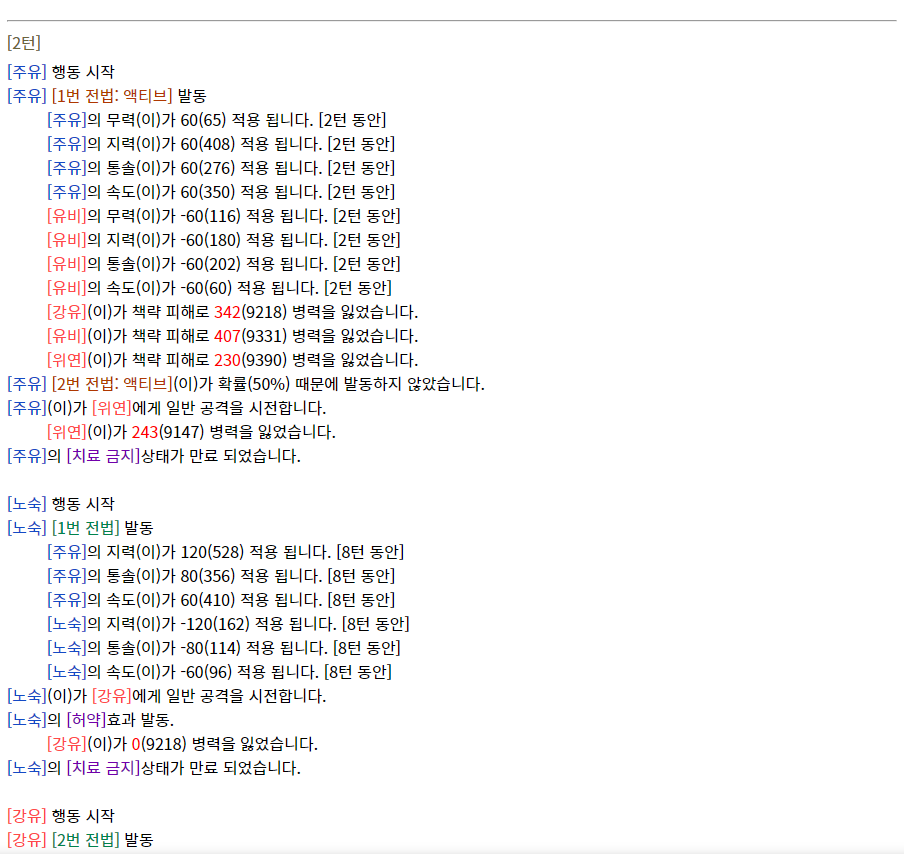 [2턴]
[주유] 행동 시작
[주유] [1번 전법: 액티브] 발동
[주유]의 무력(이)가 60(65) 적용 됩니다. [2턴 동안]
[주유]의 지력(이)가 60(408) 적용 됩니다. [2턴 동안]
[주유]의 통솔(이)가 60(276) 적용 됩니다. [2턴 동안]
[주유]의 속도(이)가 60(350) 적용 됩니다. [2턴 동안]
[유비]의 무력(이)가 -60(116) 적용 됩니다. [2턴 동안]
[유비]의 지력(이)가 -60(180) 적용 됩니다. [2턴 동안]
[유비]의 통솔(이)가 -60(202) 적용 됩니다. [2턴 동안]
[유비]의 속도(이)가 -60(60) 적용 됩니다. [2턴 동안]
[강유](이)가 책략 피해로 342(9218) 병력을 잃었습니다.
[유비](이)가 책략 피해로 407(9331) 병력을 잃었습니다.
[위연](이)가 책략 피해로 230(9390) 병력을 잃었습니다.
[주유] [2번 전법: 액티브](이)가 확률(50%) 때문에 발동하지 않았습니다.
[주유](이)가 [위연]에게 일반 공격을 시전합니다.
[위연](이)가 243(9147) 병력을 잃었습니다.
[주유]의 [치료 금지]상태가 만료 되었습니다.
[노숙] 행동 시작
[노숙] [1번 전법] 발동
[주유]의 지력(이)가 120(528) 적용 됩니다. [8턴 동안]
[주유]의 통솔(이)가 80(356) 적용 됩니다. [8턴 동안]
[주유]의 속도(이)가 60(410) 적용 됩니다. [8턴 동안]
[노숙]의 지력(이)가 -120(162) 적용 됩니다. [8턴 동안]
[노숙]의 통솔(이)가 -80(114) 적용 됩니다. [8턴 동안]
[노숙]의 속도(이)가 -60(96) 적용 됩니다. [8턴 동안]
[노숙](이)가 [강유]에게 일반 공격을 시전합니다.
[노숙]의 [허약]효과 발동.
[강유](이)가 0(9218) 병력을 잃었습니다.
[노숙]의 [치료 금지]상태가 만료 되었습니다.
[강유] 행동 시작
[강유] [2번 전법] 발동